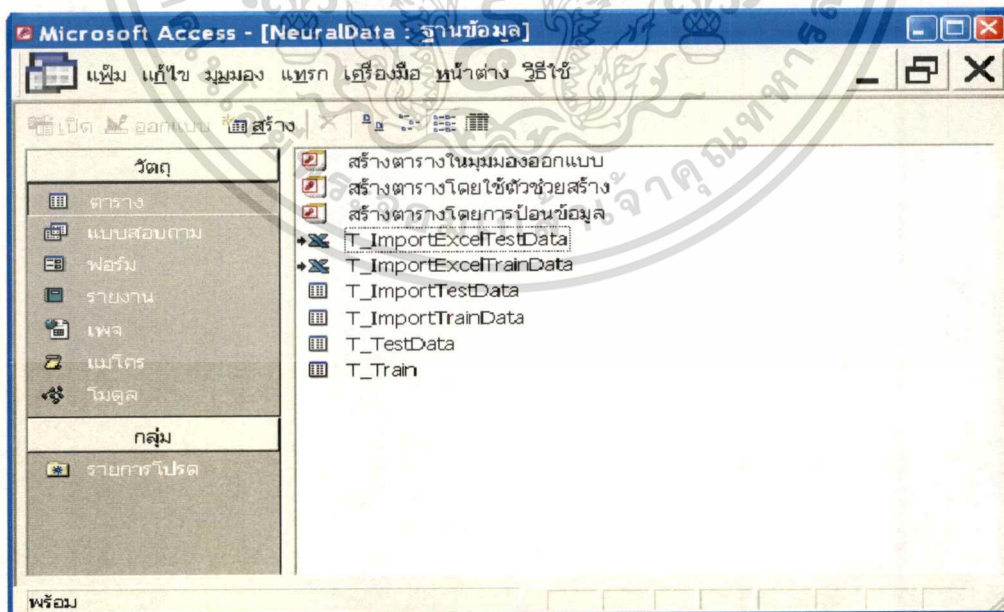 Microsoft Access - [NeuralData : ฐานข้อมูล]
แฟ้ม แก้ไข มุมมอง แทรก เครื่องมือ หน้าต่าง วิธีใช้
เปิด ออกแบบ สร้าง
วัตถุ
ตาราง
แบบสอบถาม
ฟอร์ม
รายงาน
เพจ
แมโคร
โมดูล
กลุ่ม
รายการโปรด
สร้างตารางในมุมมองออกแบบ
สร้างตารางโดยใช้ตัวช่วยสร้าง
สร้างตารางโดยการป้อนข้อมูล
T_ImportExcelTestData
T_ImportExcelTrainData
T_ImportTestData
T_ImportTrainData
T_TestData
T_Train
พร้อม